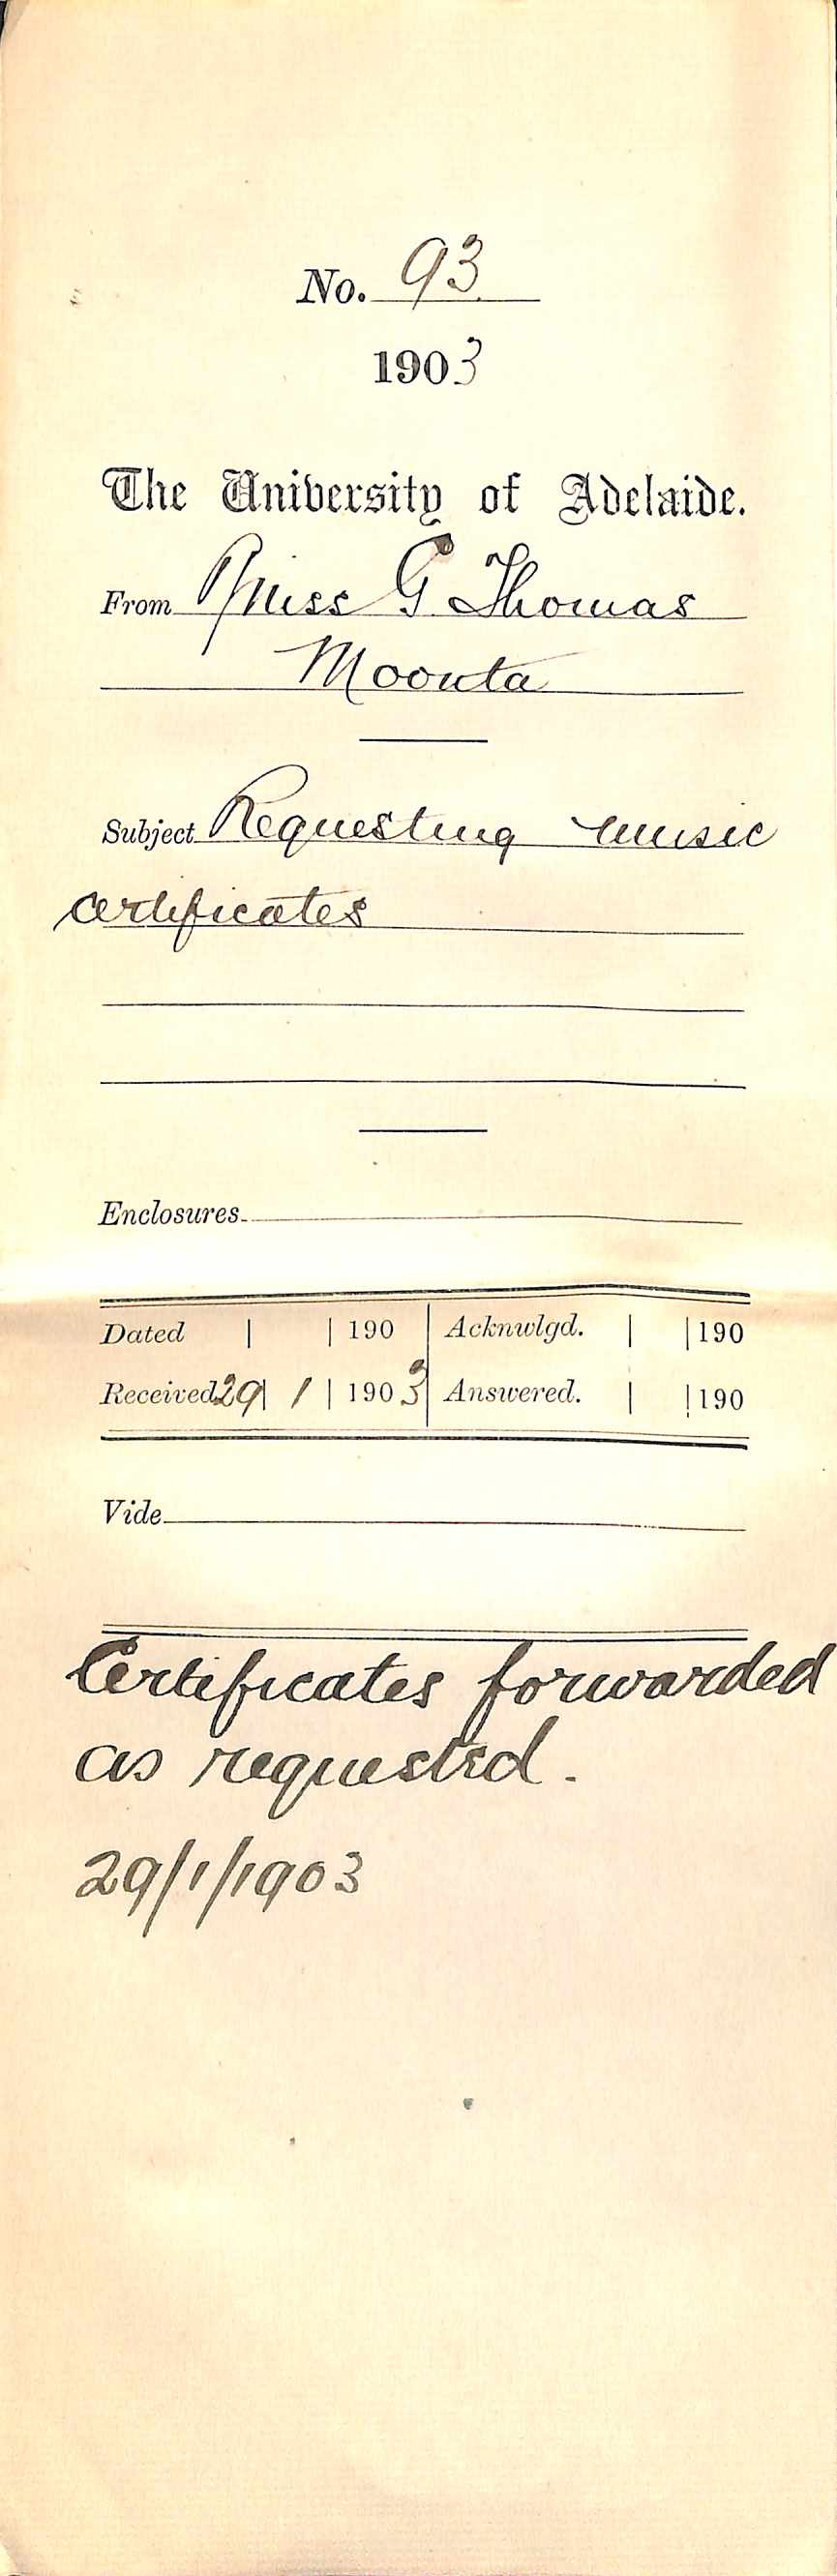 No. 93
1903
The University of Adelaide.
From Miss G. Thomas
Moonta
Subject Requesting music
certificates
Enclosures
Dated | | 190 | Acknwlgd. | | 190
Received 29 | 1 | 1903 | Answered. | | 190
Vide
Certificates forwarded
as requested.
29/1/1903